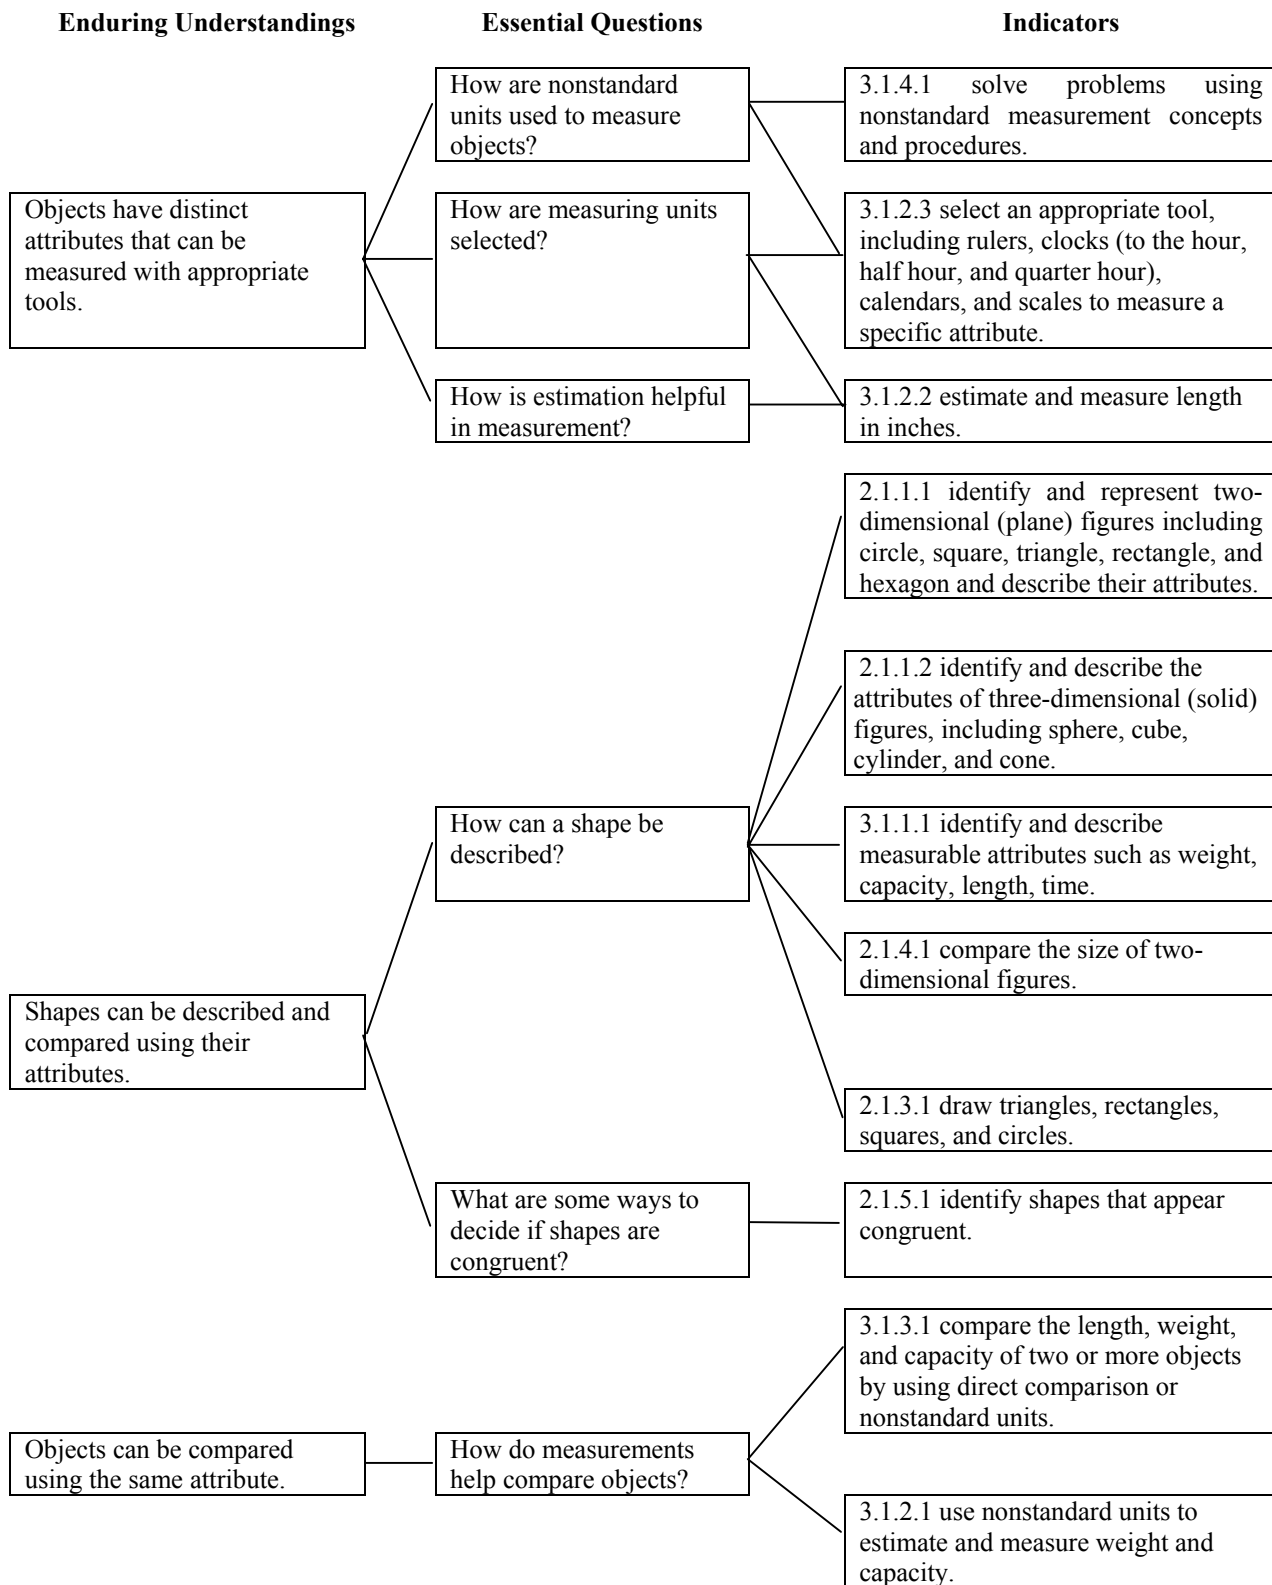 Enduring Understandings
Essential Questions
Indicators
How are nonstandard
units used to measure
objects?
3.1.4.1 solve problems using
nonstandard measurement concepts
and procedures.
Objects have distinct
attributes that can be
measured with appropriate
tools.
How are measuring units
selected?
3.1.2.3 select an appropriate tool,
including rulers, clocks (to the hour,
half hour, and quarter hour),
calendars, and scales to measure a
specific attribute.
How is estimation helpful
in measurement?
3.1.2.2 estimate and measure length
in inches.
2.1.1.1 identify and represent two-
dimensional (plane) figures including
circle, square, triangle, rectangle, and
hexagon and describe their attributes.
2.1.1.2 identify and describe the
attributes of three-dimensional (solid)
figures, including sphere, cube,
cylinder, and cone.
How can a shape be
described?
3.1.1.1 identify and describe
measurable attributes such as weight,
capacity, length, time.
2.1.4.1 compare the size of two-
dimensional figures.
Shapes can be described and
compared using their
attributes.
2.1.3.1 draw triangles, rectangles,
squares, and circles.
What are some ways to
decide if shapes are
congruent?
2.1.5.1 identify shapes that appear
congruent.
3.1.3.1 compare the length, weight,
and capacity of two or more objects
by using direct comparison or
nonstandard units.
Objects can be compared
using the same attribute.
How do measurements
help compare objects?
3.1.2.1 use nonstandard units to
estimate and measure weight and
capacity.